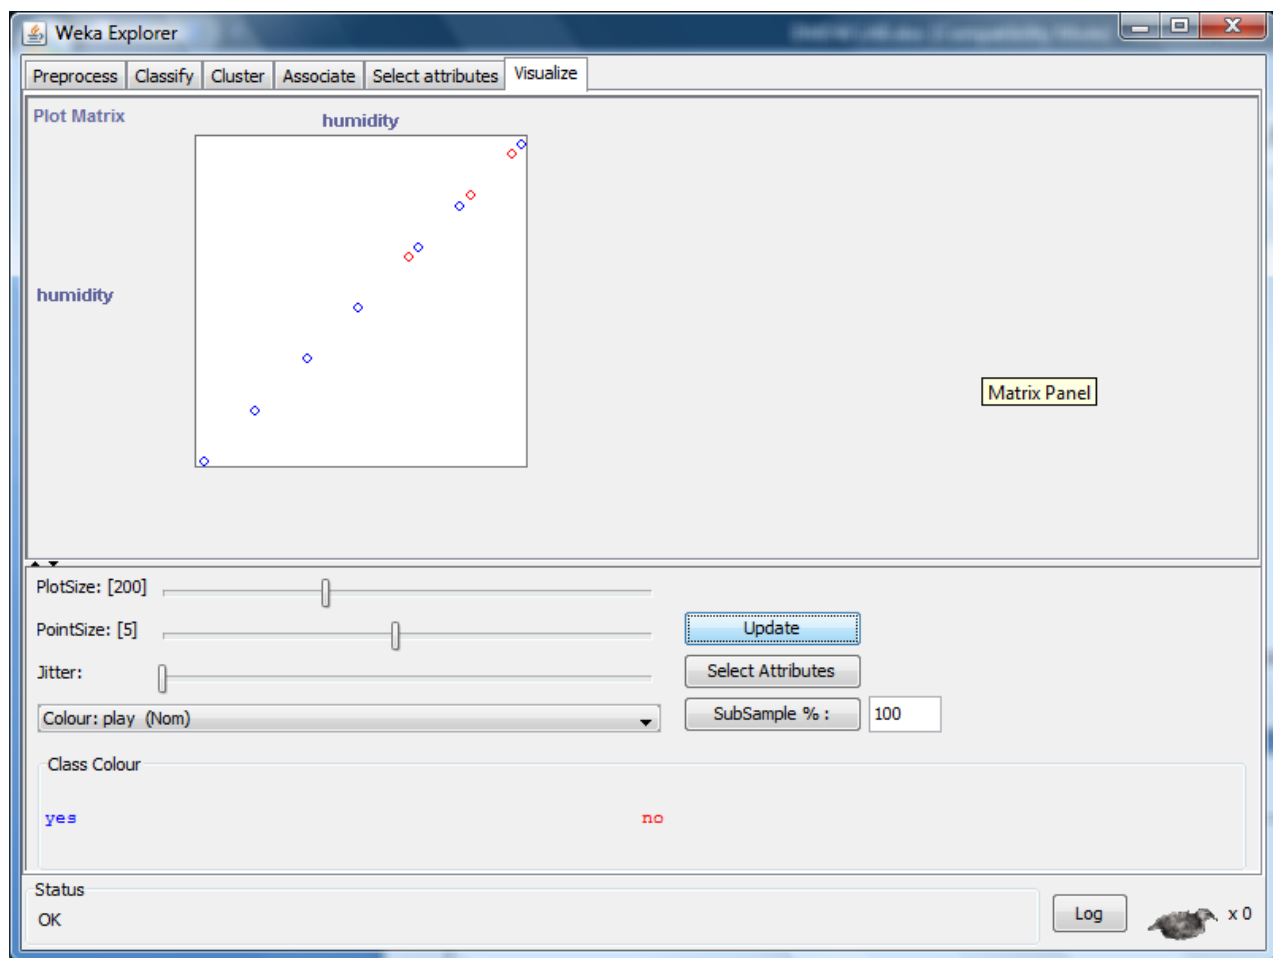 Weka Explorer
Preprocess Classify Cluster Associate Select attributes Visualize
Plot Matrix
humidity
humidity
Matrix Panel
PlotSize: [200]
PointSize: [5]
Update
Jitter:
Select Attributes
Colour: play (Nom)
SubSample % : 100
Class Colour
yes no
Status
OK
Log x 0